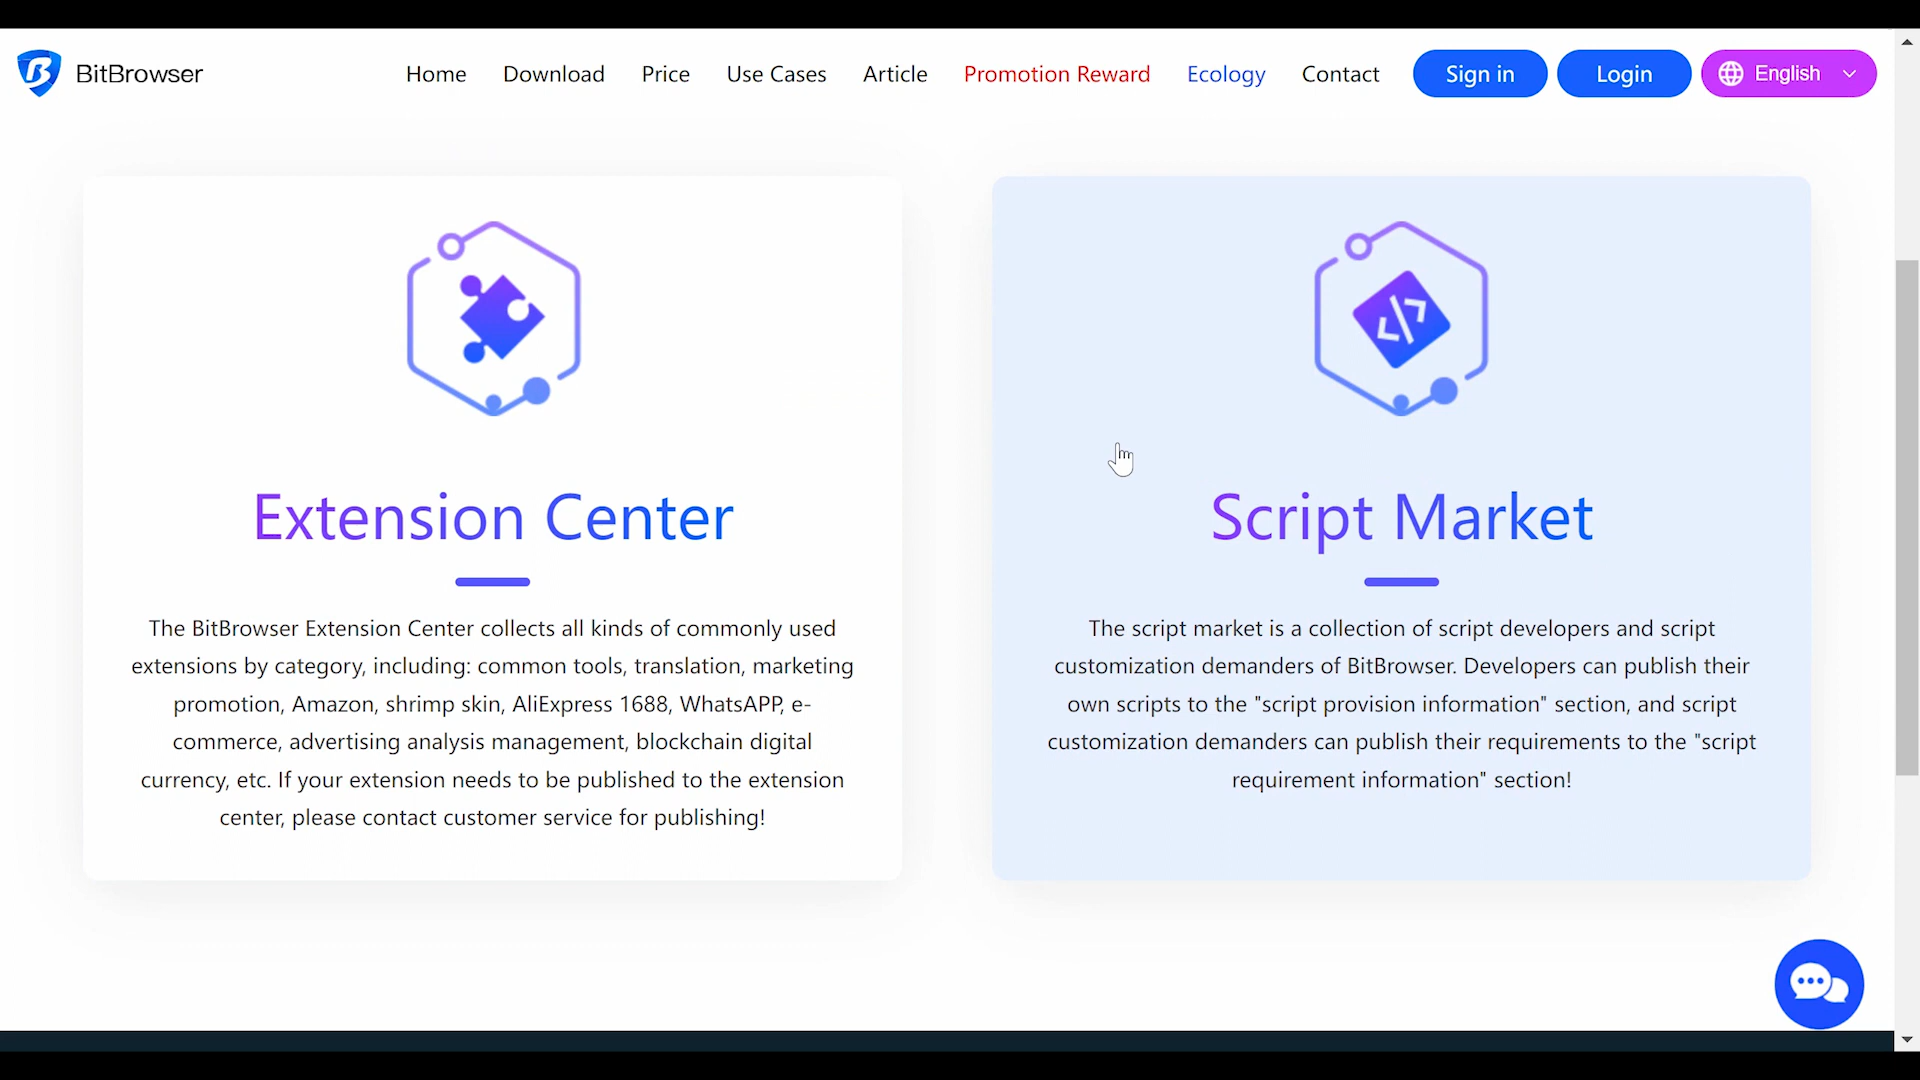 BitBrowser
Home Download Price Use Cases Article Promotion Reward Ecology Contact Sign in Login English
Extension Center
The BitBrowser Extension Center collects all kinds of commonly used
extensions by category, including: common tools, translation, marketing
promotion, Amazon, shrimp skin, AliExpress 1688, WhatsAPP, e-
commerce, advertising analysis management, blockchain digital
currency, etc. If your extension needs to be published to the extension
center, please contact customer service for publishing!
Script Market
The script market is a collection of script developers and script
customization demanders of BitBrowser. Developers can publish their
own scripts to the "script provision information" section, and script
customization demanders can publish their requirements to the "script
requirement information" section!